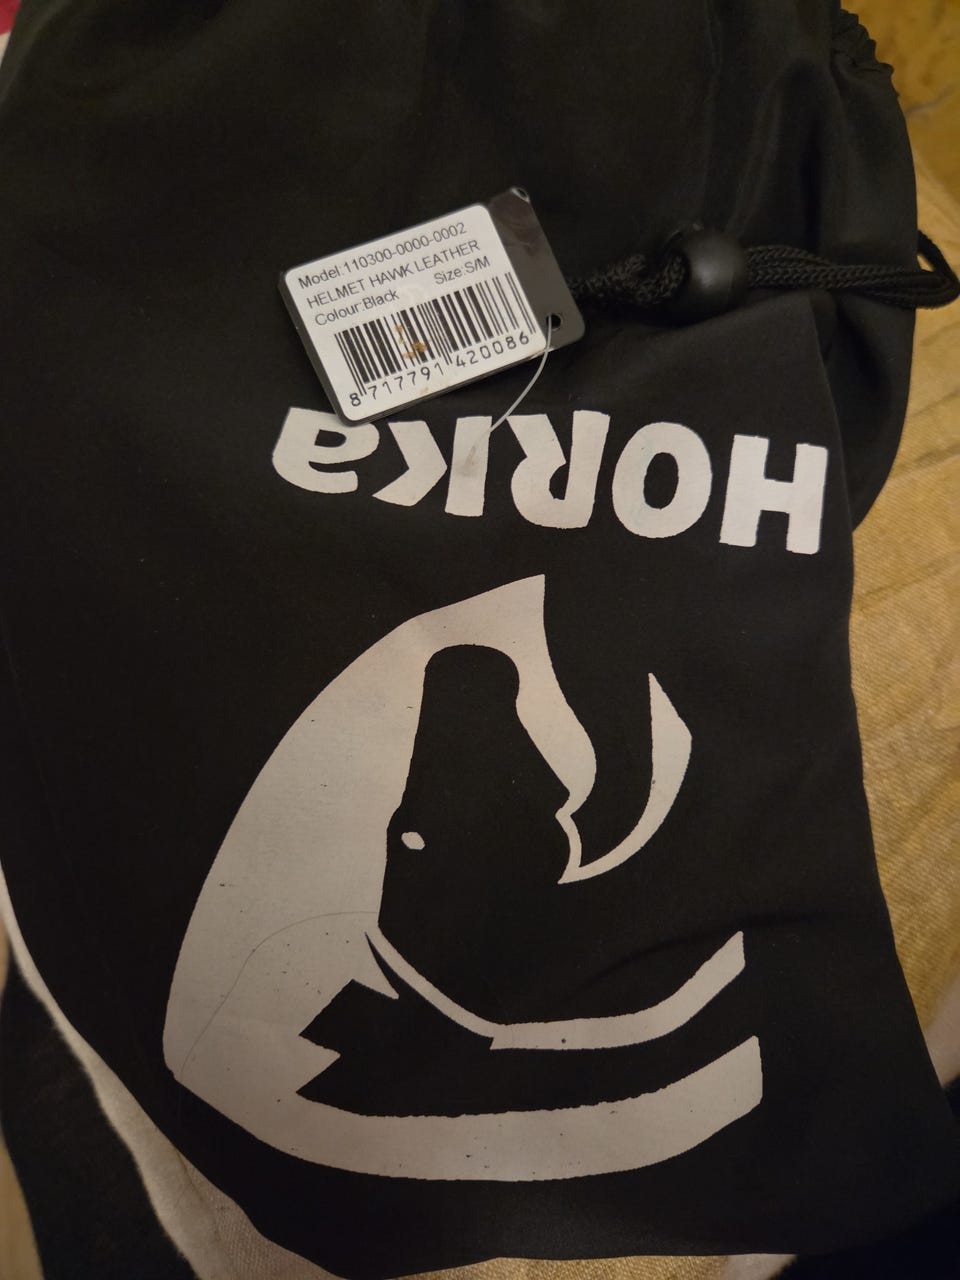 Model:110300-0000-0002
HELMET HAWK LEATHER
Colour:Black Size:S/M
8 717791 420086
HORKa